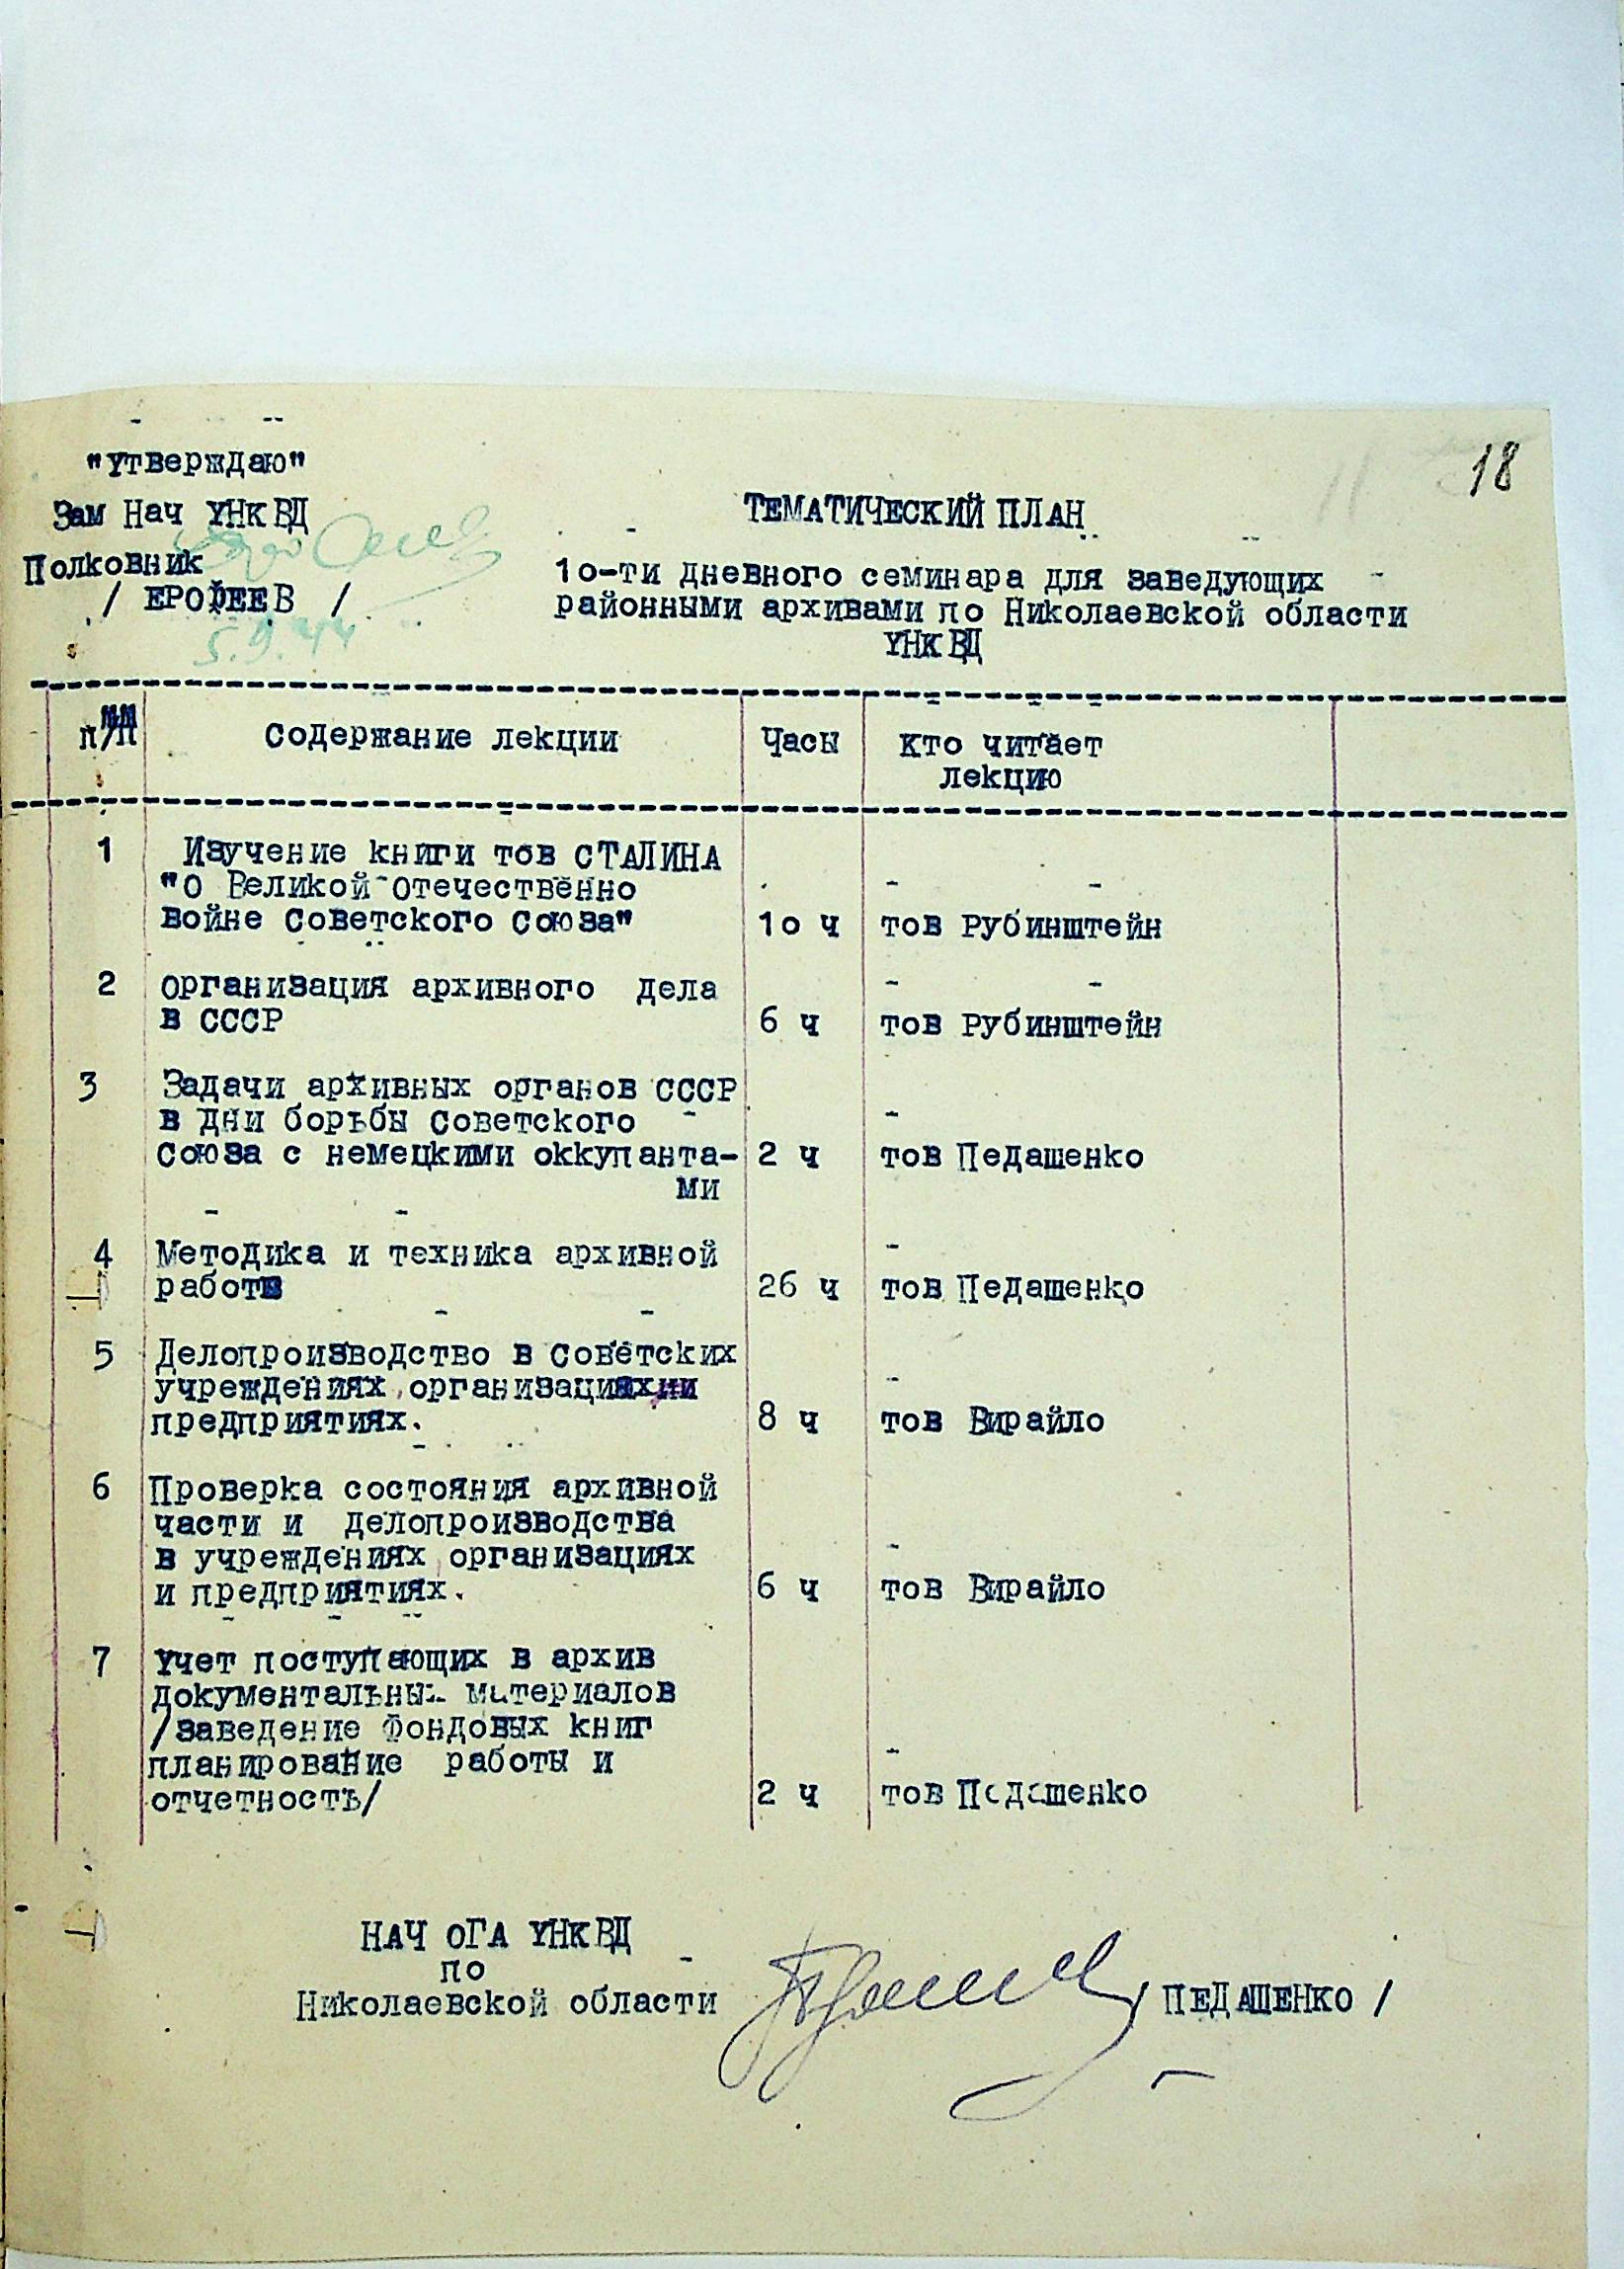 18
"утверждаю"
Зам Нач УНКВД
Полковник
/ ЕРОФЕЕВ /
5.9.44
ТЕМАТИЧЕСКИЙ ПЛАН
1о-ти дневного семинара для заведующих
районными архивами по Николаевской области
УНКВД
№№
п/п
Содержание лекции
Часы
Кто читает
лекцию
1
Изучение книги тов СТАЛИНА
"О Великой отечественно
войне Советского Союза"
1о ч
тов Рубинштейн
2
Организация архивного дела
в СССР
6 ч
тов Рубинштейн
3
Задачи архивных органов СССР
в дни борьбы Советского
Союза с немецкими оккупанта-
ми
2 ч
тов Педашенко
4
Методика и техника архивной
работы
26 ч
тов Педашенко
5
Делопроизводство в Советских
учреждениях, организациях и
предприятиях.
8 ч
тов Вирайло
6
Проверка состояния архивной
части и делопроизводства
в учреждениях, организациях
и предприятиях.
6 ч
тов Вирайло
7
Учет поступающих в архив
документальных материалов
/заведение Фондовых книг
планирование работы и
отчетность/
2 ч
тов Педашенко
НАЧ ОГА УНКВД
по
Николаевской области
/ ПЕДАШЕНКО /